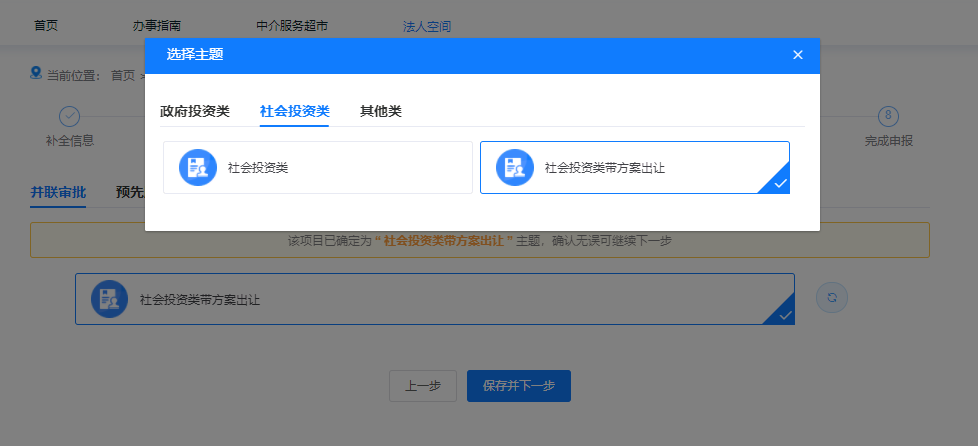 首页 办事指南 中介服务超市 法人空间
选择主题
当前位置： 首页 >
政府投资类 社会投资类 其他类
补全信息
8
完成申报
社会投资类 社会投资类带方案出让
并联审批 预先
该项目已确定为 “ 社会投资类带方案出让 ” 主题，确认无误可继续下一步
社会投资类带方案出让
上一步 保存并下一步